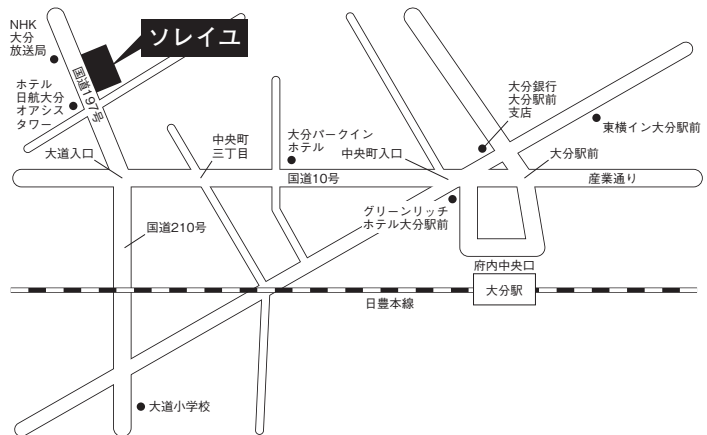 NHK
大分
放送局
ソレイユ
ホテル
日航大分
オアシス
タワー
国道197号
大道入口
中央町
三丁目
大分パークイン
ホテル
中央町入口
大分銀行
大分駅前
支店
東横イン大分駅前
大分駅前
国道10号
産業通り
グリーンリッチ
ホテル大分駅前
国道210号
府内中央口
大分駅
日豊本線
大道小学校